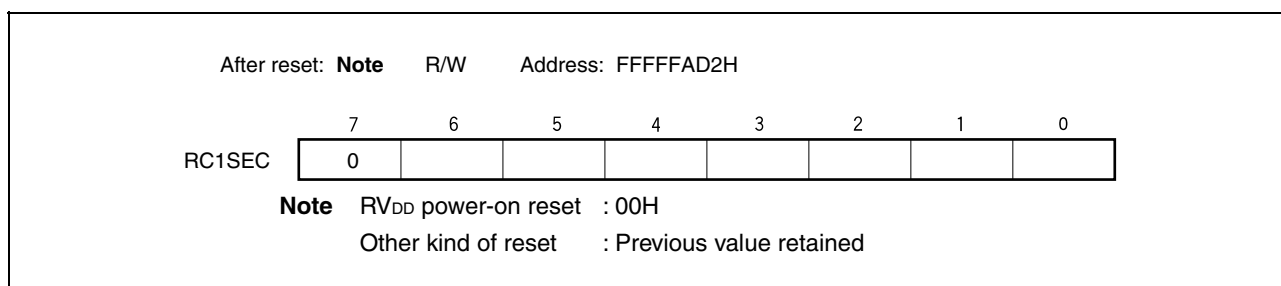 After reset: Note R/W Address: FFFFFAD2H
7 6 5 4 3 2 1 0
RC1SEC 0
Note RVDD power-on reset : 00H
Other kind of reset : Previous value retained